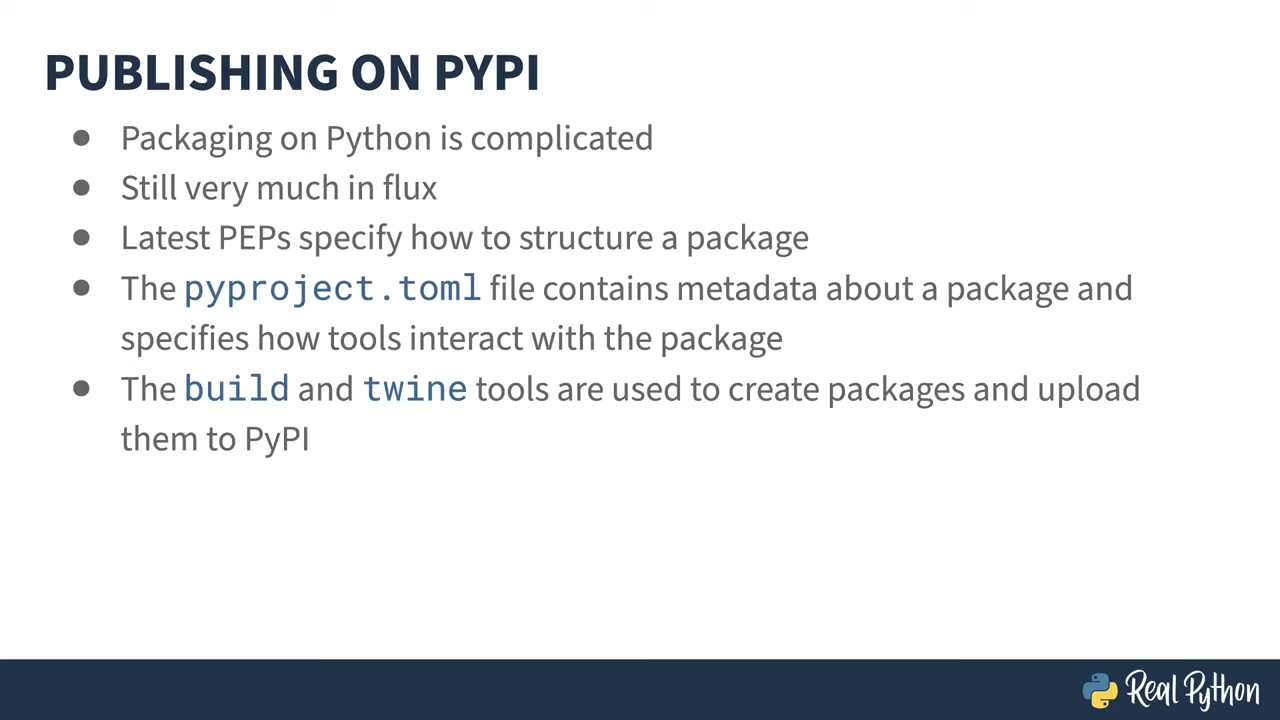 PUBLISHING ON PYPI
● Packaging on Python is complicated
● Still very much in flux
● Latest PEPs specify how to structure a package
● The pyproject.toml file contains metadata about a package and
specifies how tools interact with the package
● The build and twine tools are used to create packages and upload
them to PyPI
Real Python